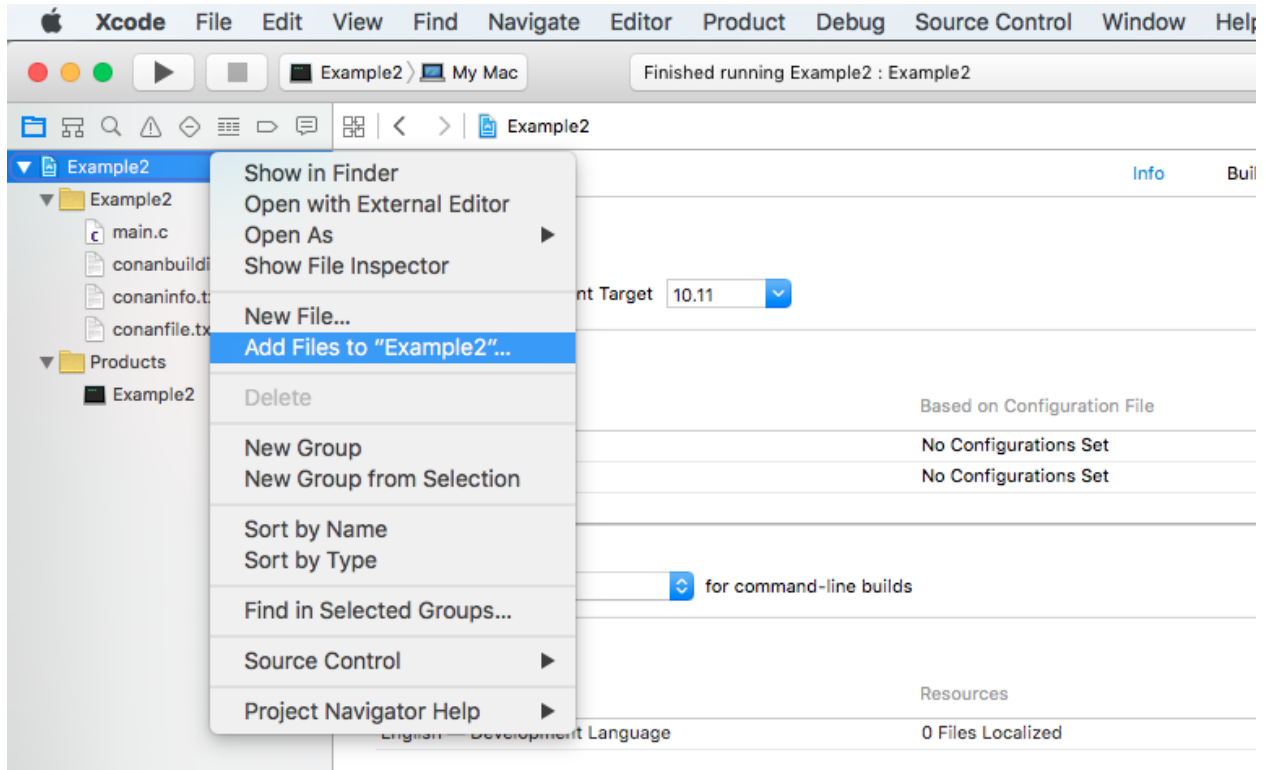 Xcode File Edit View Find Navigate Editor Product Debug Source Control Window Help
Example2 My Mac Finished running Example2 : Example2
Example2
Example2
Info
Example2
main.c
Example2
Products
Show in Finder
Open with External Editor
Open As
Show File Inspector
New File...
Add Files to "Example2"...
Delete
New Group
New Group from Selection
Sort by Name
Sort by Type
Find in Selected Groups...
Source Control
Project Navigator Help
Target 10.11
Based on Configuration File
No Configurations Set
No Configurations Set
for command-line builds
Resources
English — Development Language
0 Files Localized